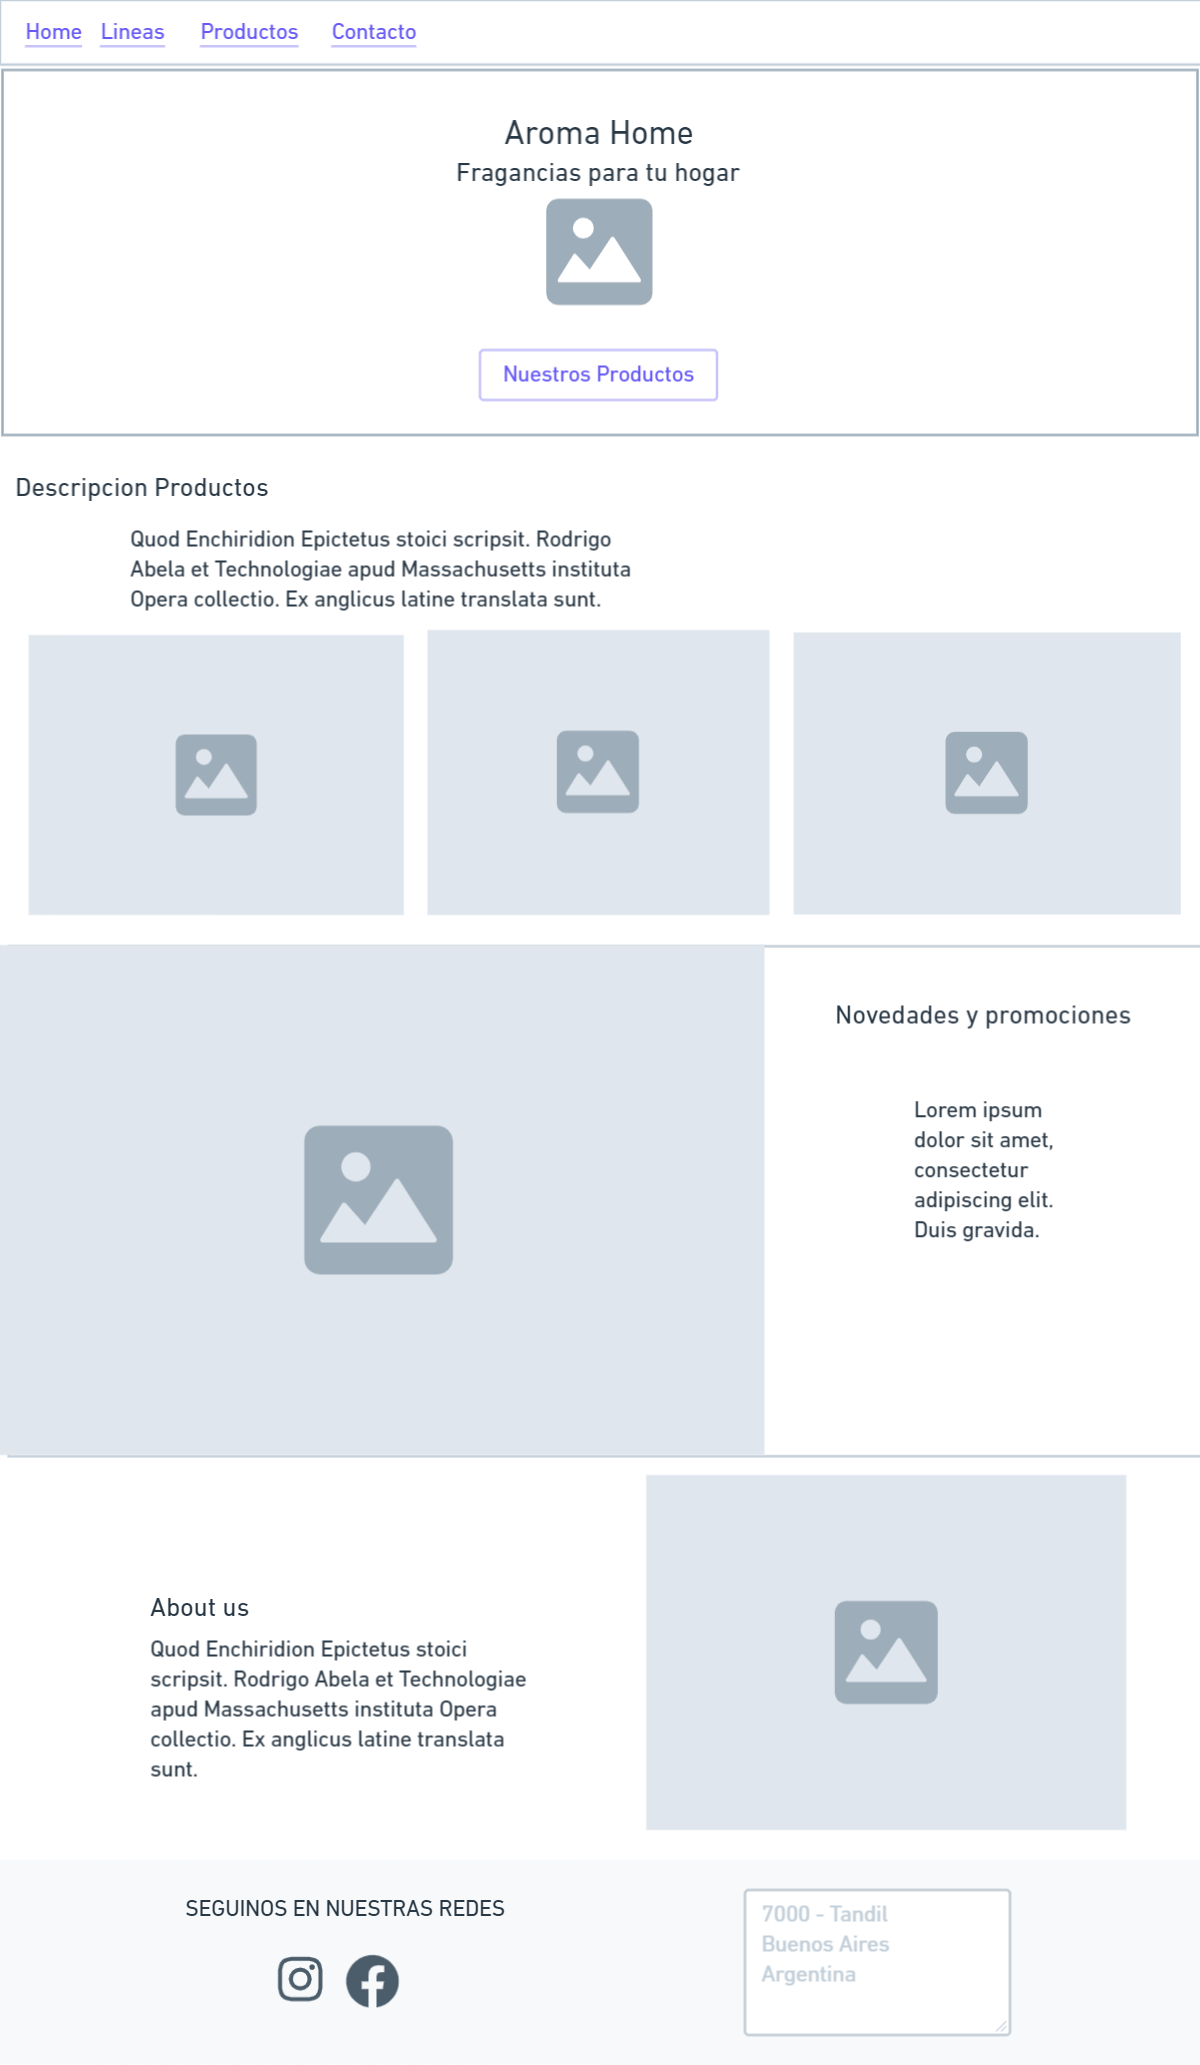 Home Lineas Productos Contacto
Aroma Home
Fragancias para tu hogar
Nuestros Productos
Descripcion Productos
Quod Enchiridion Epictetus stoici scripsit. Rodrigo
Abela et Technologiae apud Massachusetts instituta
Opera collectio. Ex anglicus latine translata sunt.
Novedades y promociones
Lorem ipsum
dolor sit amet,
consectetur
adipiscing elit.
Duis gravida.
About us
Quod Enchiridion Epictetus stoici
scripsit. Rodrigo Abela et Technologiae
apud Massachusetts instituta Opera
collectio. Ex anglicus latine translata
sunt.
SEGUINOS EN NUESTRAS REDES
7000 - Tandil
Buenos Aires
Argentina